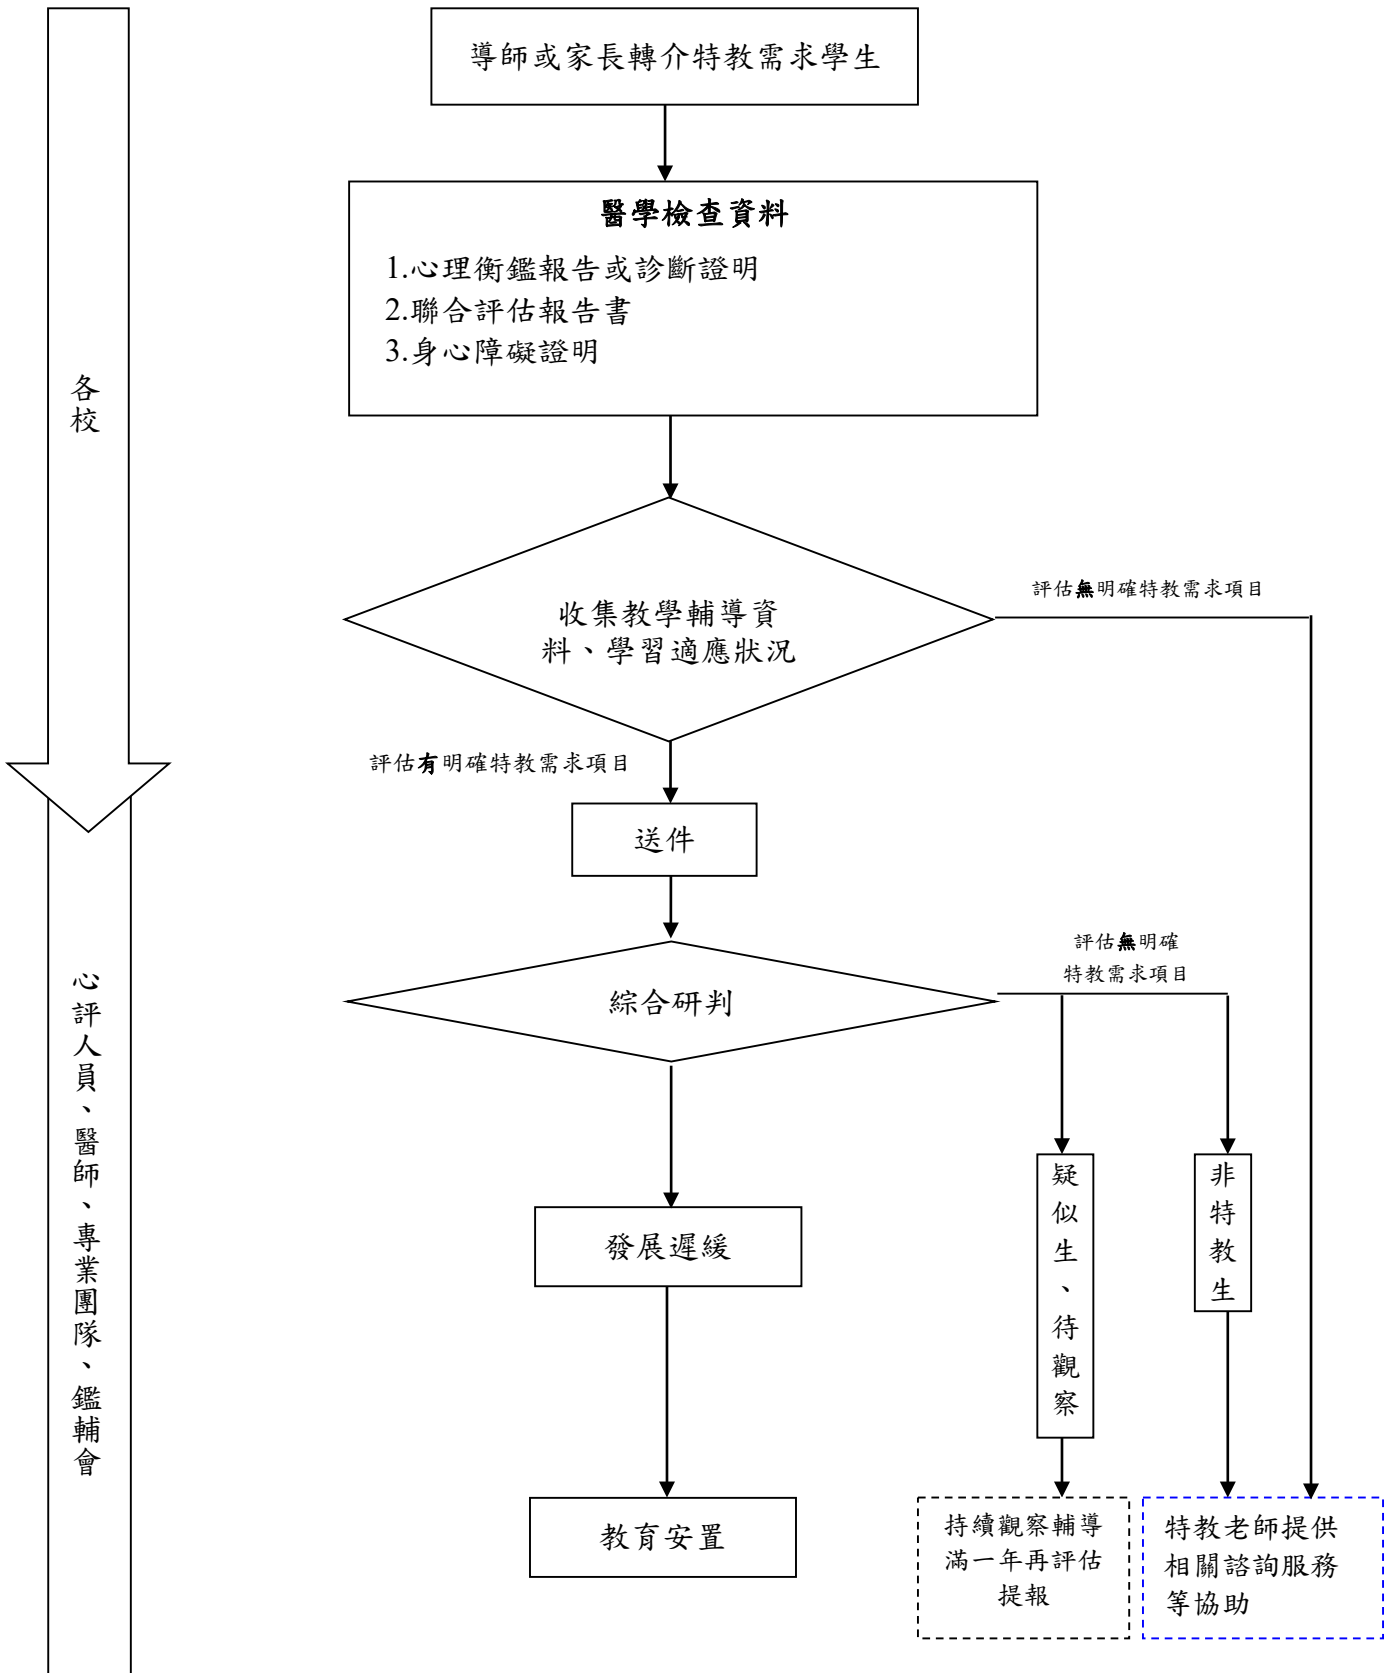 導師或家長轉介特教需求學生
醫學檢查資料
1.心理衡鑑報告或診斷證明
2.聯合評估報告書
3.身心障礙證明
各校
收集教學輔導資
料、學習適應狀況
評估無明確特教需求項目
評估有明確特教需求項目
送件
綜合研判
評估無明確
特教需求項目
心評人員、醫師、專業團隊、鑑輔會
發展遲緩
疑似生、待觀察
非特教生
教育安置
持續觀察輔導
滿一年再評估
提報
特教老師提供
相關諮詢服務
等協助